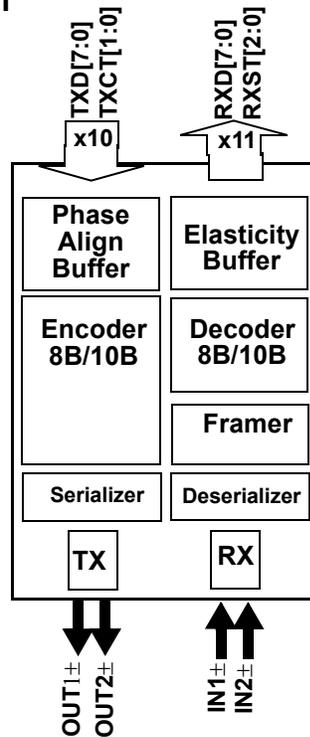 TXD[7:0]
TXCT[1:0]
RXD[7:0]
RXST[2:0]
x10
x11
Phase
Align
Buffer
Elasticity
Buffer
Encoder
8B/10B
Decoder
8B/10B
Framer
Serializer
Deserializer
TX
RX
OUT1±
OUT2±
IN1±
IN2±